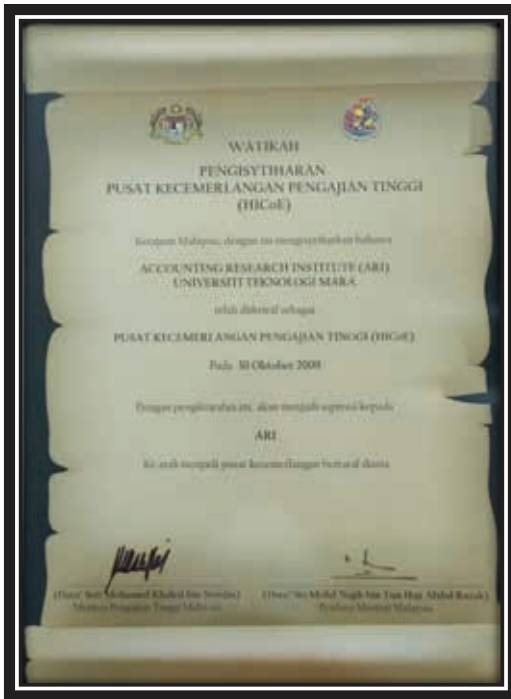 WATIKAH
PENGISYTIHARAN
PUSAT KECEMERLANGAN PENGAJIAN TINGGI
(HICoE)
Kerajaan Malaysia, dengan ini mengisytiharkan bahawa
ACCOUNTING RESEARCH INSTITUTE (ARI)
UNIVERSITI TEKNOLOGI MARA
telah diiktiraf sebagai
PUSAT KECEMERLANGAN PENGAJIAN TINGGI (HICoE)
Pada 30 Oktober 2009
Dengan pengiktirafan ini, akan menjadi aspirasi kepada
ARI
Ke arah menjadi pusat kecemerlangan bertaraf dunia
(Dato' Seri Mohamed Khaled bin Nordin) (Dato' Sri Mohd Najib bin Tun Haji Abdul Razak)
Menteri Pengajian Tinggi Malaysia Perdana Menteri Malaysia